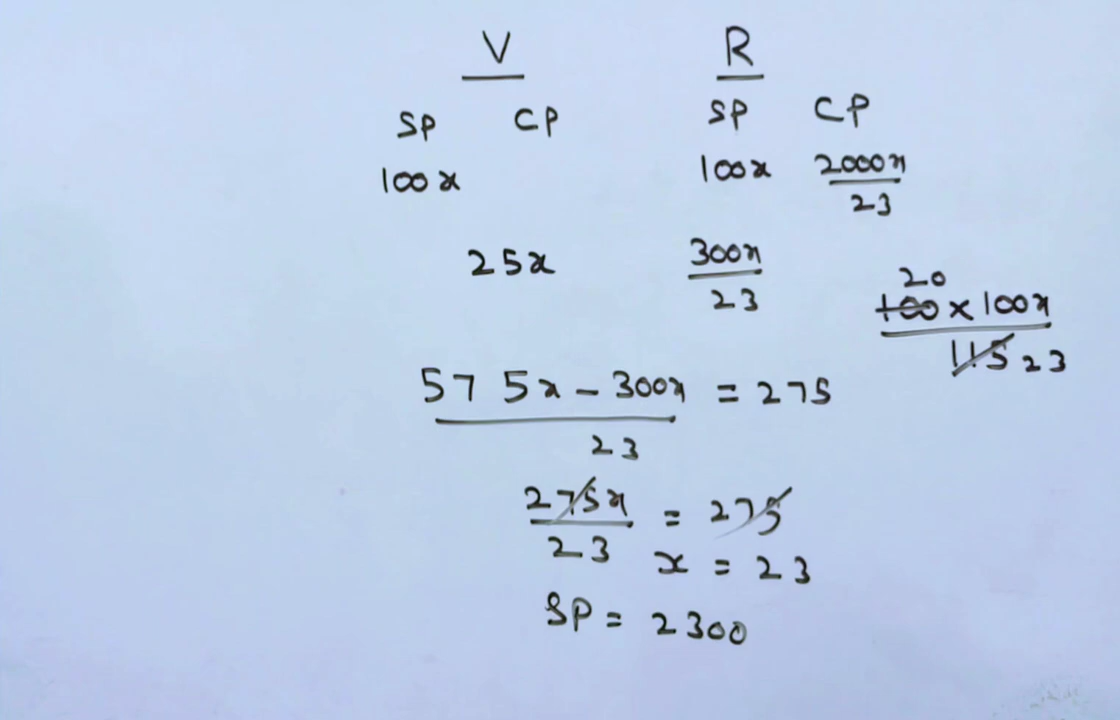 V R
SP CP SP CP
100x 100x 2000x/23
25x 300x/23
20
100 x 100x
115 23
575x - 300x = 275
23
275x/23 = 275
x = 23
SP = 2300